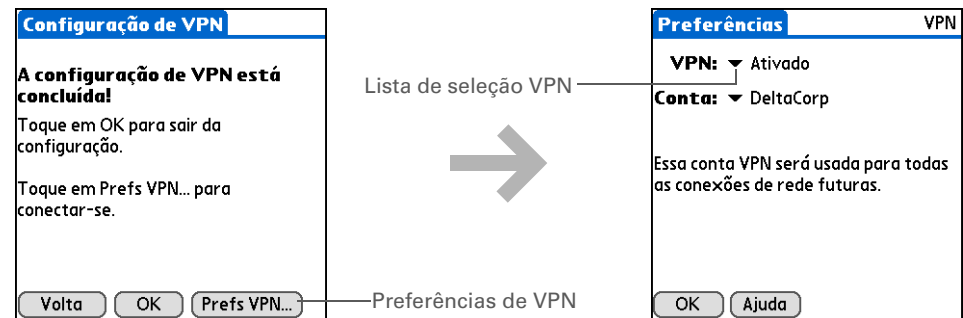 Configuração de VPN
A configuração de VPN está
concluída!
Toque em OK para sair da
configuração.
Toque em Prefs VPN... para
conectar-se.
Volta
OK
Prefs VPN...
Lista de seleção VPN
Preferências de VPN
Preferências
VPN
VPN: Ativado
Conta: DeltaCorp
Essa conta VPN será usada para todas
as conexões de rede futuras.
OK
Ajuda